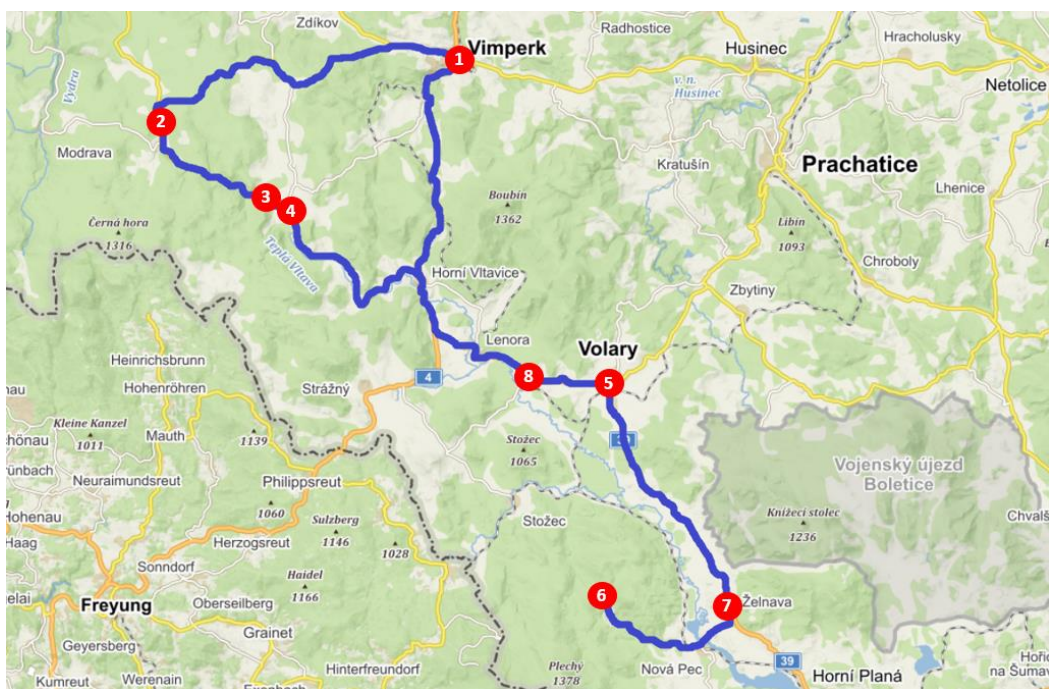 Zdíkov
Vimperk
1
Radhostice
Husinec
Hracholusky
Netolice
Vydra
v. n.
Husinec
2
Modrava
Kratušín
Prachatice
Lhenice
3
4
Boubín
1362
Černá hora
1316
Libín
1093
Teplá Vltava
Chroboly
Horní Vltavice
Zbytiny
Heinrichsbrunn
Lenora
Volary
Hohenröhren
Strážný
4
8
5
Kleine Kanzel
1011
Mauth
1139
Stožec
1065
Neuraimundsreut
Philippsreut
Vojenský újezd
Boletice
1060
Sulzberg
1146
Stožec
Knížecí stolec
1236
Hohenau
Haag
Herzogsreut
1028
Sonndorf
Haidel
1166
6
7
Želnava
Freyung
Oberseilberg
Grainet
Geyersberg
Hinterfreundorf
Plechý
1378
Nová Pec
39
Horní Planá
na Šumav
Kumreut
Werenain